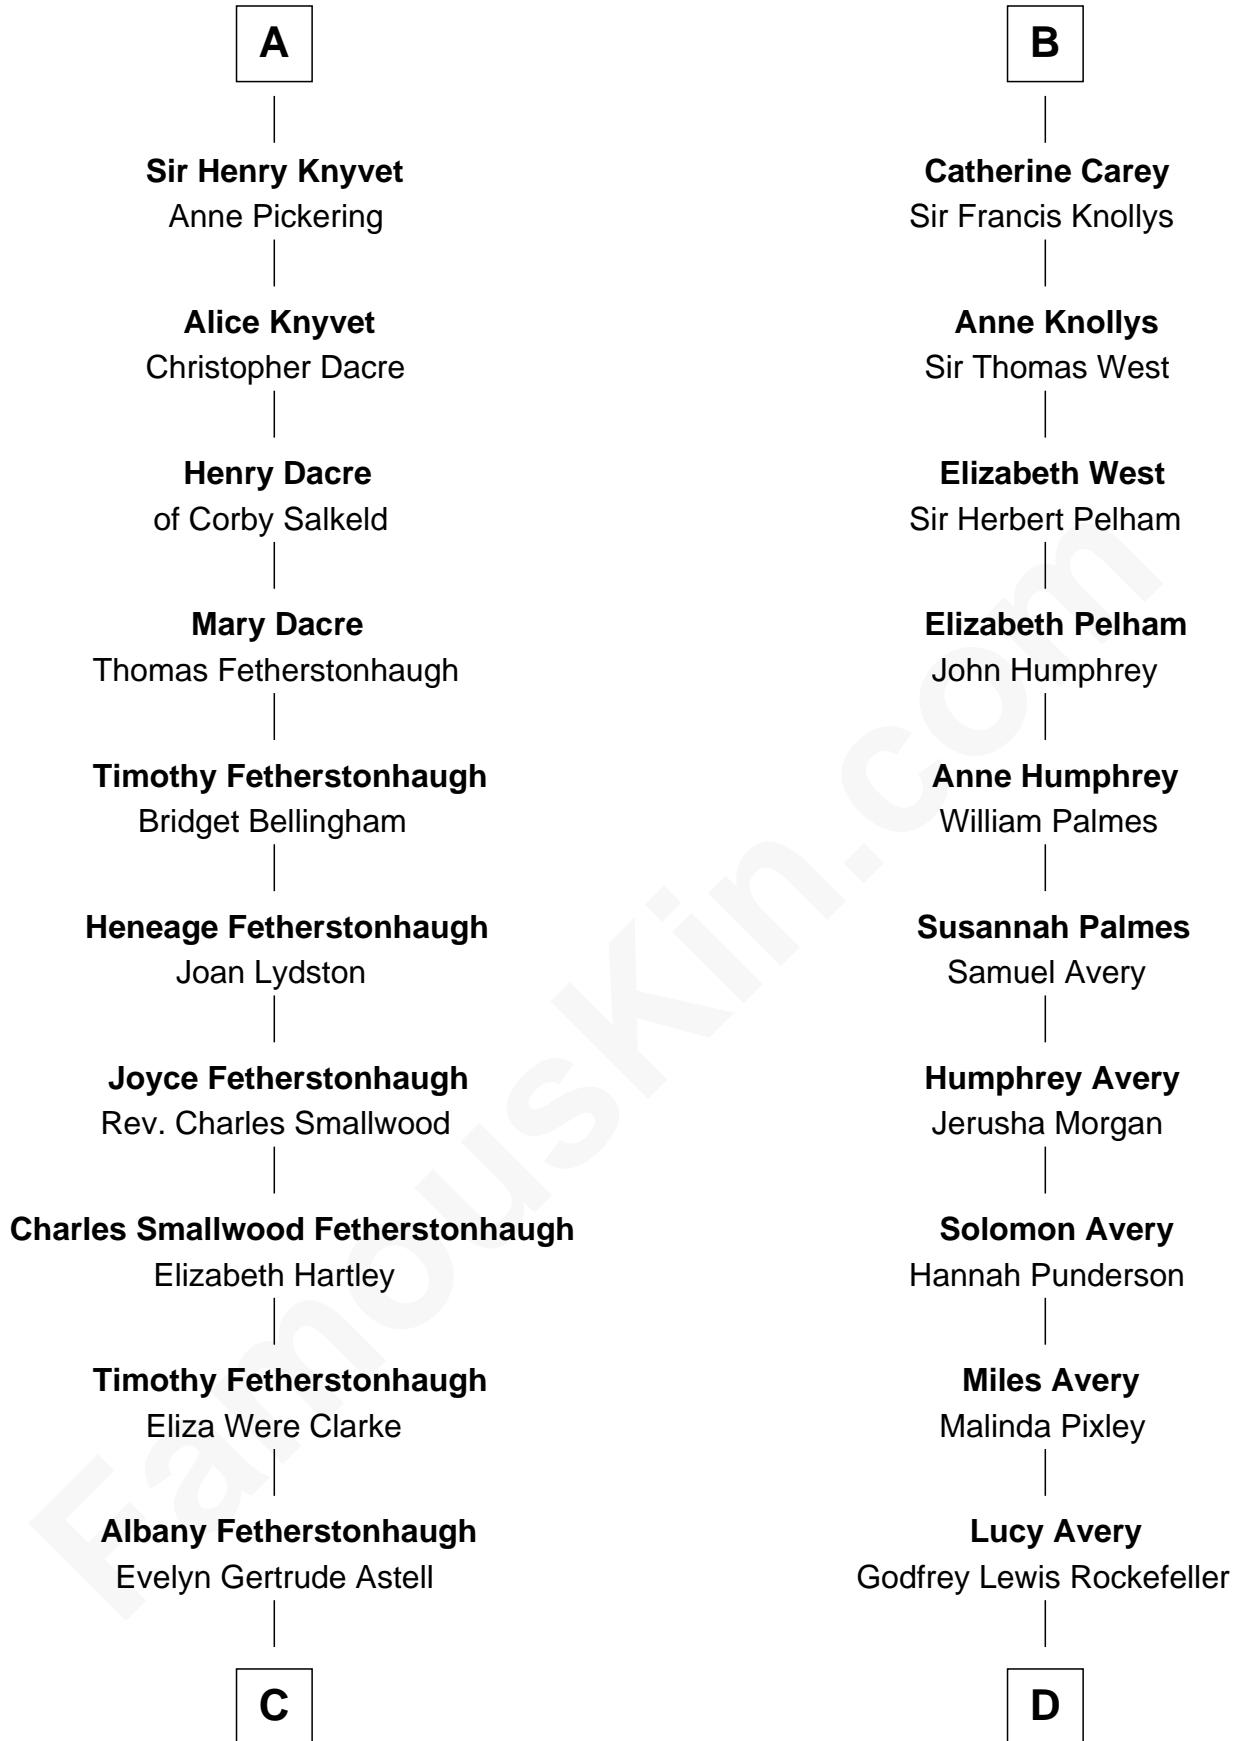 A
Sir Henry Knyvet
Anne Pickering
Alice Knyvet
Christopher Dacre
Henry Dacre
of Corby Salkeld
Mary Dacre
Thomas Fetherstonhaugh
Timothy Fetherstonhaugh
Bridget Bellingham
Heneage Fetherstonhaugh
Joan Lydston
Joyce Fetherstonhaugh
Rev. Charles Smallwood
Charles Smallwood Fetherstonhaugh
Elizabeth Hartley
Timothy Fetherstonhaugh
Eliza Were Clarke
Albany Fetherstonhaugh
Evelyn Gertrude Astell
C
B
Catherine Carey
Sir Francis Knollys
Anne Knollys
Sir Thomas West
Elizabeth West
Sir Herbert Pelham
Elizabeth Pelham
John Humphrey
Anne Humphrey
William Palmes
Susannah Palmes
Samuel Avery
Humphrey Avery
Jerusha Morgan
Solomon Avery
Hannah Punderson
Miles Avery
Malinda Pixley
Lucy Avery
Godfrey Lewis Rockefeller
D
FamousKin.com